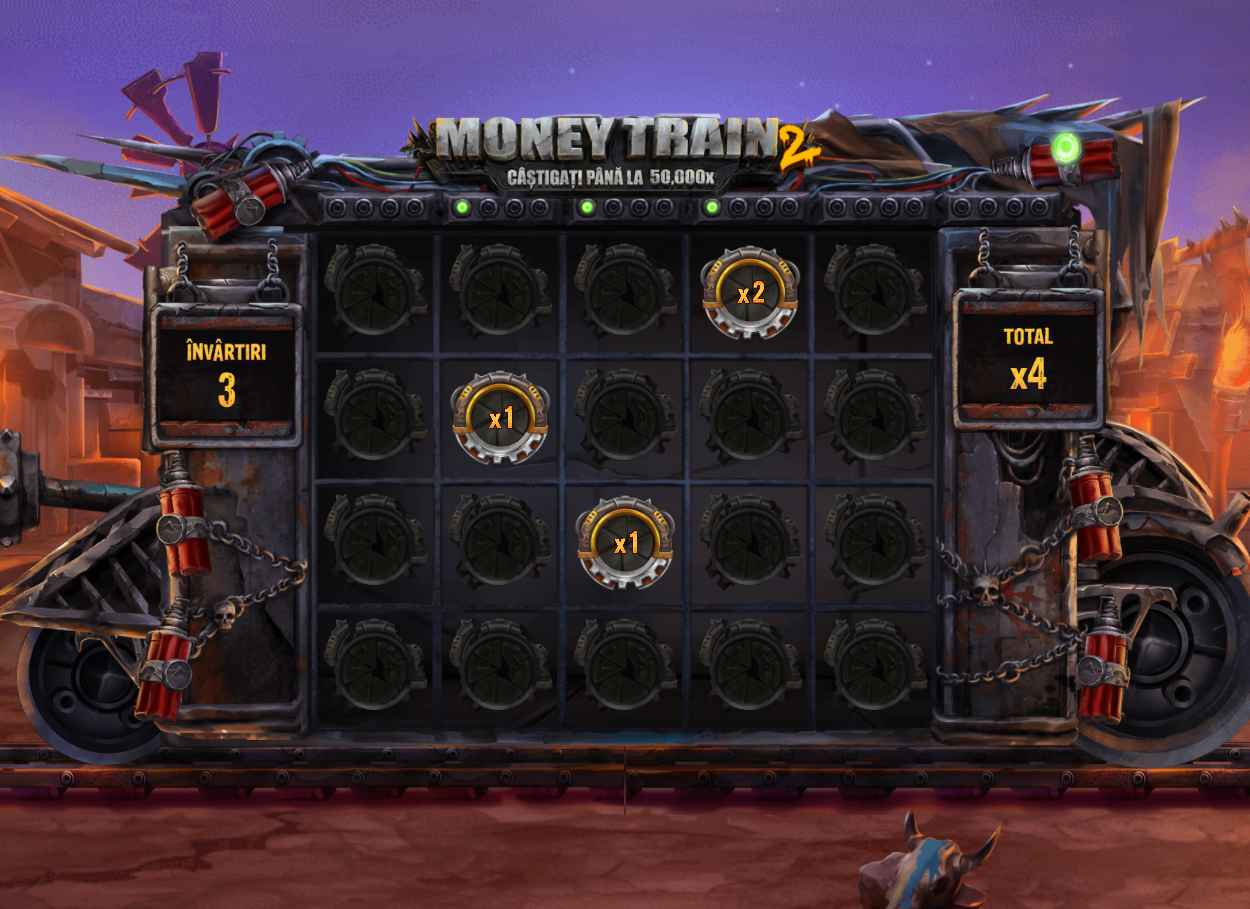 MONEY TRAIN 2
CÂȘTIGAȚI PÂNĂ LA 50,000x
x2
ÎNVÂRTIRI
3
TOTAL
x4
x1
x1